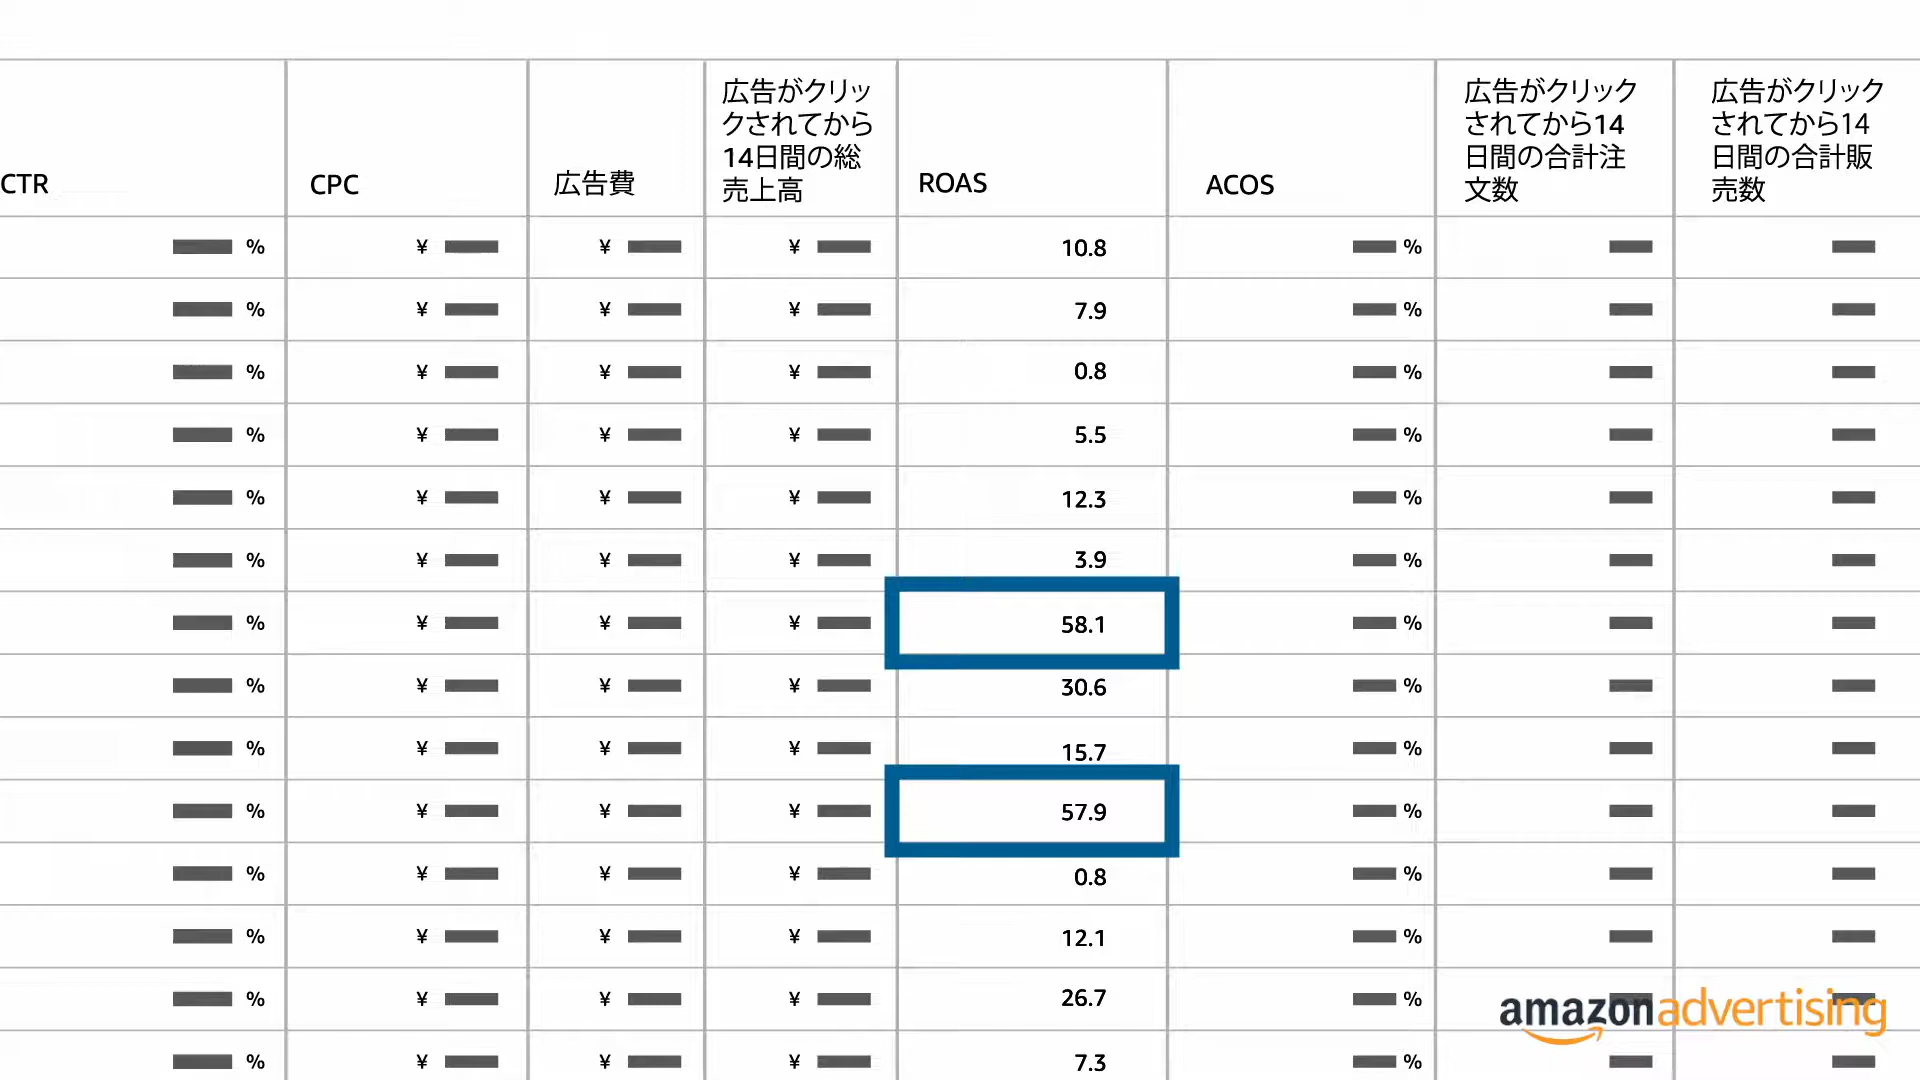 CTR
CPC
広告費
広告がクリッ
クされてから
14日間の総
売上高
ROAS
ACOS
広告がクリック
されてから14
日間の合計注
文数
広告がクリック
されてから14
日間の合計販
売数
% ¥ ¥ ¥ 10.8 %
% ¥ ¥ ¥ 7.9 %
% ¥ ¥ ¥ 0.8 %
% ¥ ¥ ¥ 5.5 %
% ¥ ¥ ¥ 12.3 %
% ¥ ¥ ¥ 3.9 %
% ¥ ¥ ¥ 58.1 %
% ¥ ¥ ¥ 30.6 %
% ¥ ¥ ¥ 15.7 %
% ¥ ¥ ¥ 57.9 %
% ¥ ¥ ¥ 0.8 %
% ¥ ¥ ¥ 12.1 %
% ¥ ¥ ¥ 26.7 %
amazon advertising
% ¥ ¥ ¥ 7.3 %